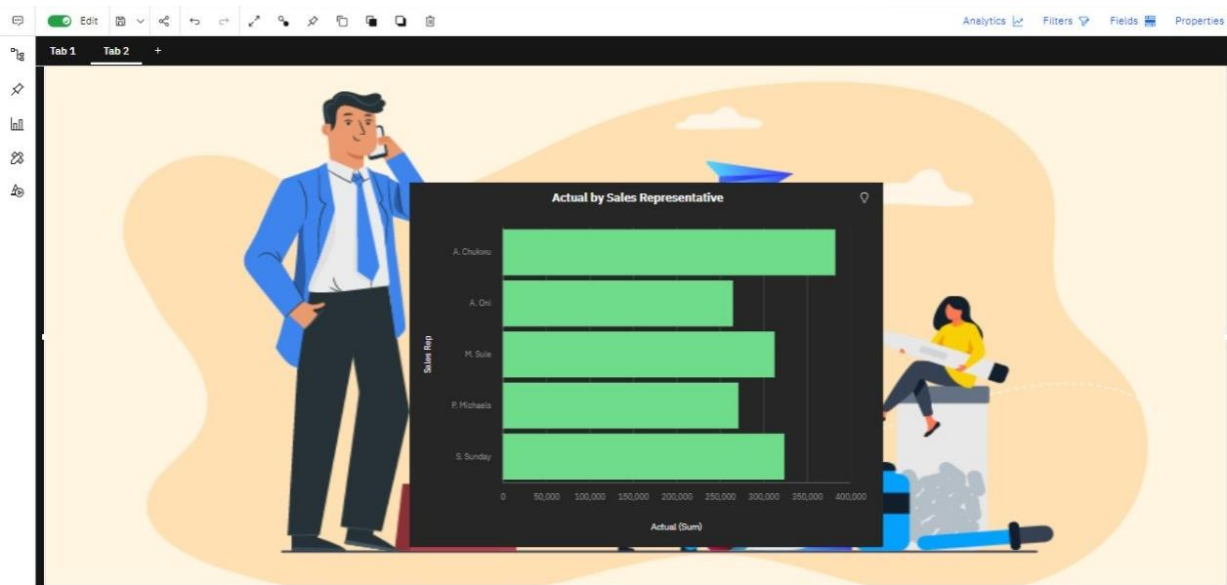 Edit
Analytics Filters Fields Properties
Tab 1 Tab 2 +
Actual by Sales Representative
Sales Rep
A. Chukwu
A. Oni
M. Sule
P. Michaels
S. Sunday
0 50,000 100,000 150,000 200,000 250,000 300,000 350,000 400,000
Actual (Sum)